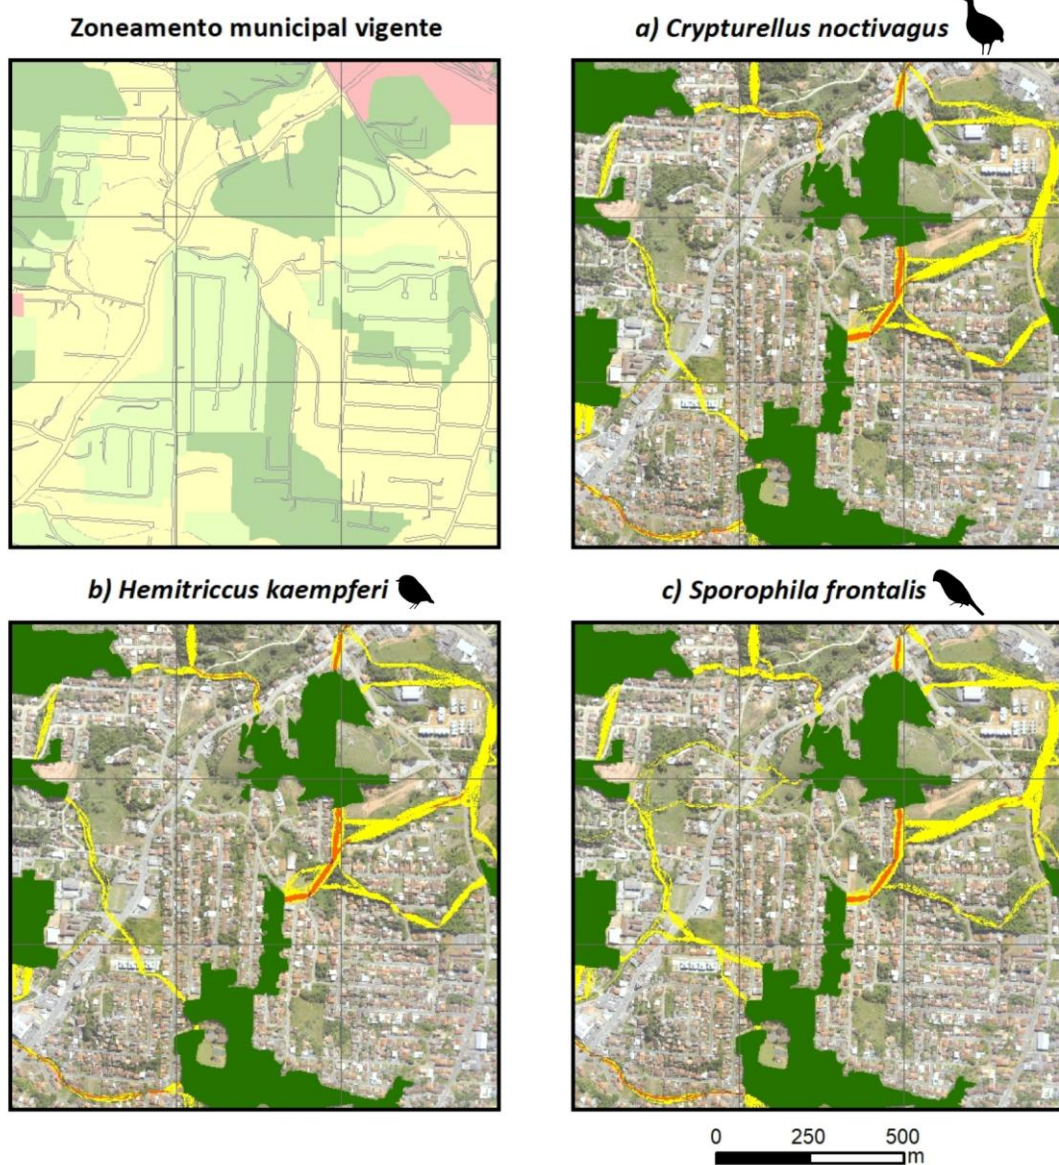 Zoneamento municipal vigente
a) Crypturellus noctivagus
b) Hemitriccus kaempferi
c) Sporophila frontalis
0 250 500
m